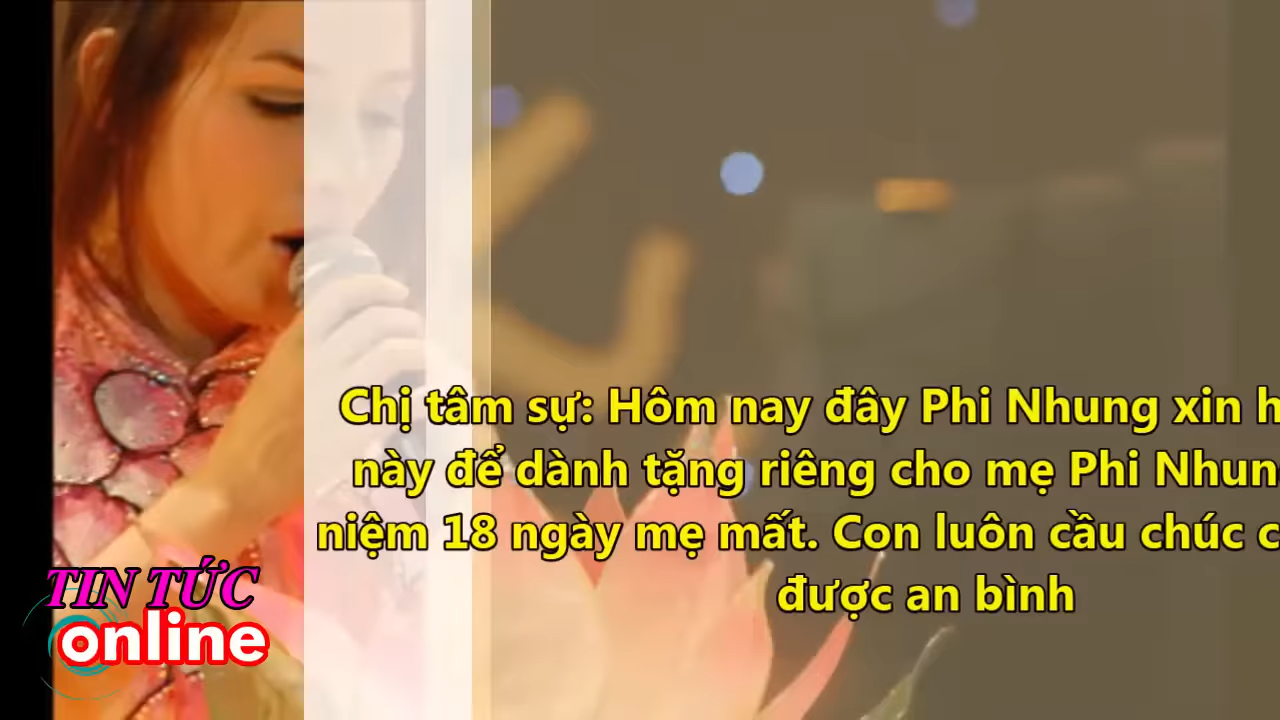 Chị tâm sự: Hôm nay đây Phi Nhung xin
này để dành tặng riêng cho mẹ Phi
niệm 18 ngày mẹ mất. Con luôn cầu chúc
được an bình
TIN TỨC
online